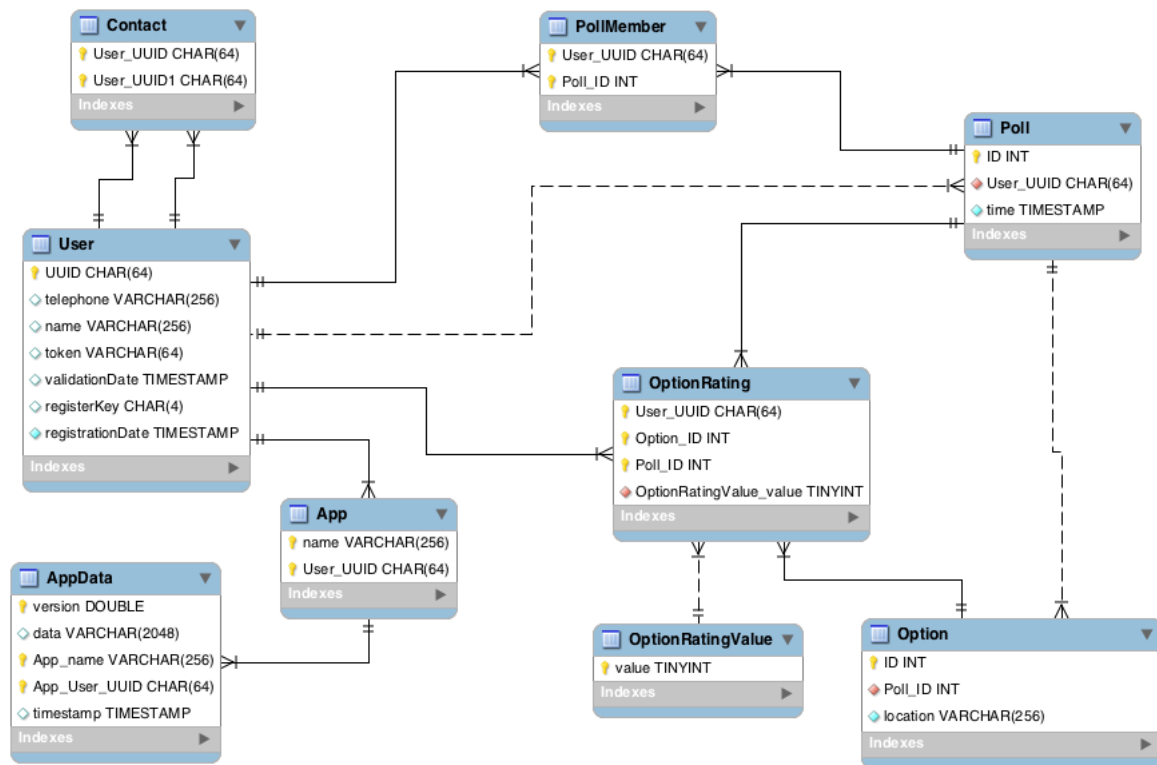 Contact
User_UUID CHAR(64)
User_UUID1 CHAR(64)
Indexes
PollMember
User_UUID CHAR(64)
Poll_ID INT
Indexes
Poll
ID INT
User_UUID CHAR(64)
time TIMESTAMP
Indexes
User
UUID CHAR(64)
telephone VARCHAR(256)
name VARCHAR(256)
token VARCHAR(64)
validationDate TIMESTAMP
registerKey CHAR(4)
registrationDate TIMESTAMP
Indexes
OptionRating
User_UUID CHAR(64)
Option_ID INT
Poll_ID INT
OptionRatingValue_value TINYINT
Indexes
App
name VARCHAR(256)
User_UUID CHAR(64)
Indexes
AppData
version DOUBLE
data VARCHAR(2048)
App_name VARCHAR(256)
App_User_UUID CHAR(64)
timestamp TIMESTAMP
Indexes
OptionRatingValue
value TINYINT
Indexes
Option
ID INT
Poll_ID INT
location VARCHAR(256)
Indexes